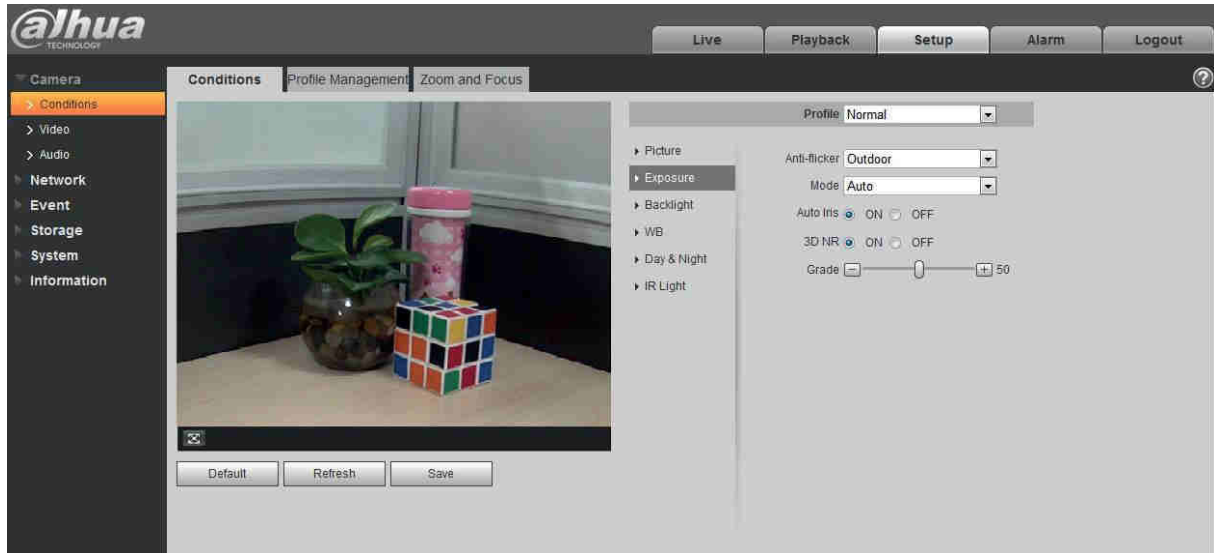 alhua
TECHNOLOGY
Live Playback Setup Alarm Logout
Camera
Conditions
Video
Audio
Network
Event
Storage
System
Information
Conditions Profile Management Zoom and Focus
Profile Normal
Picture
Exposure
Backlight
WB
Day & Night
IR Light
Anti-flicker Outdoor
Mode Auto
Auto Iris ON OFF
3D NR ON OFF
Grade 50
Default Refresh Save